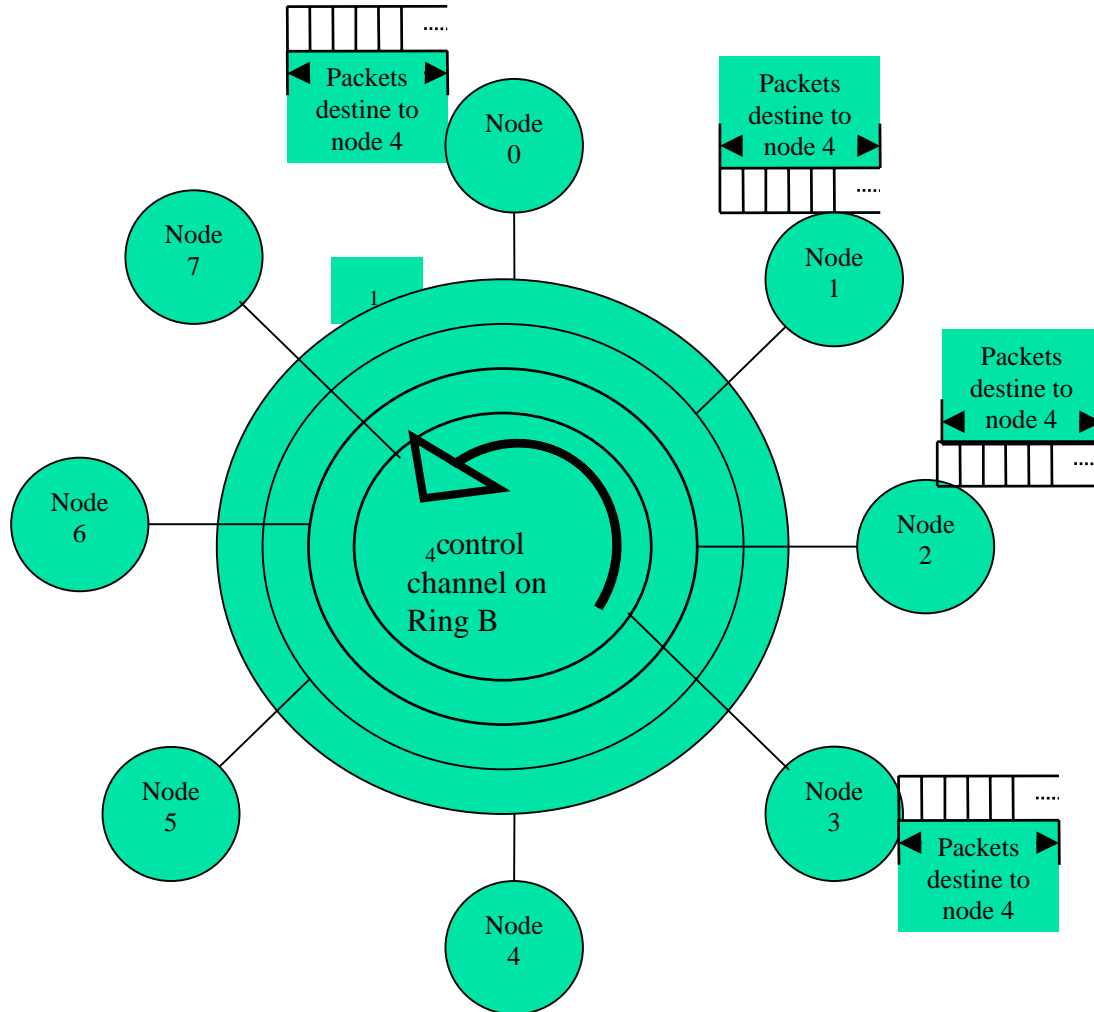 Packets
destine to
node 4
Node
0
Packets
destine to
node 4
Node
1
Node
7
1
Packets
destine to
node 4
Node
2
Node
6
4control
channel on
Ring B
Node
5
Node
3
Packets
destine to
node 4
Node
4